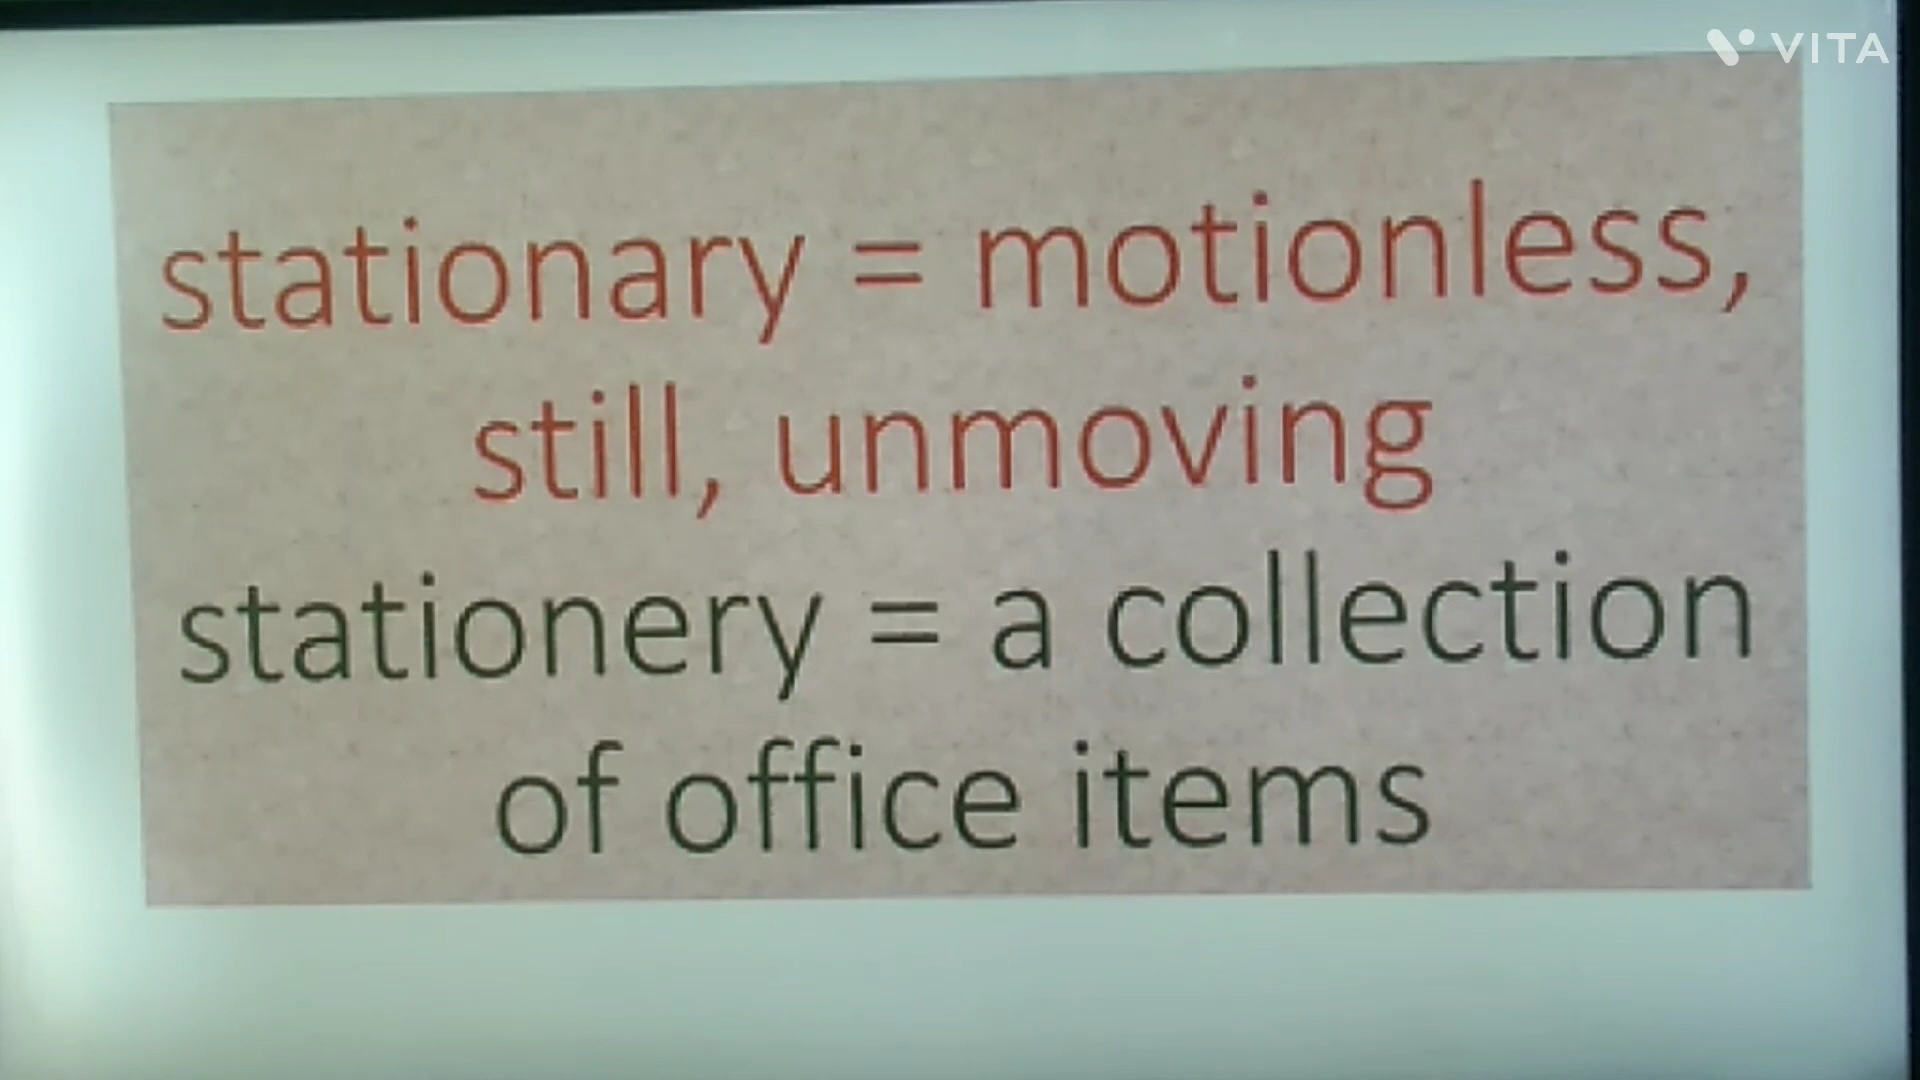 VITA
stationary = motionless,
still, unmoving
stationery = a collection
of office items